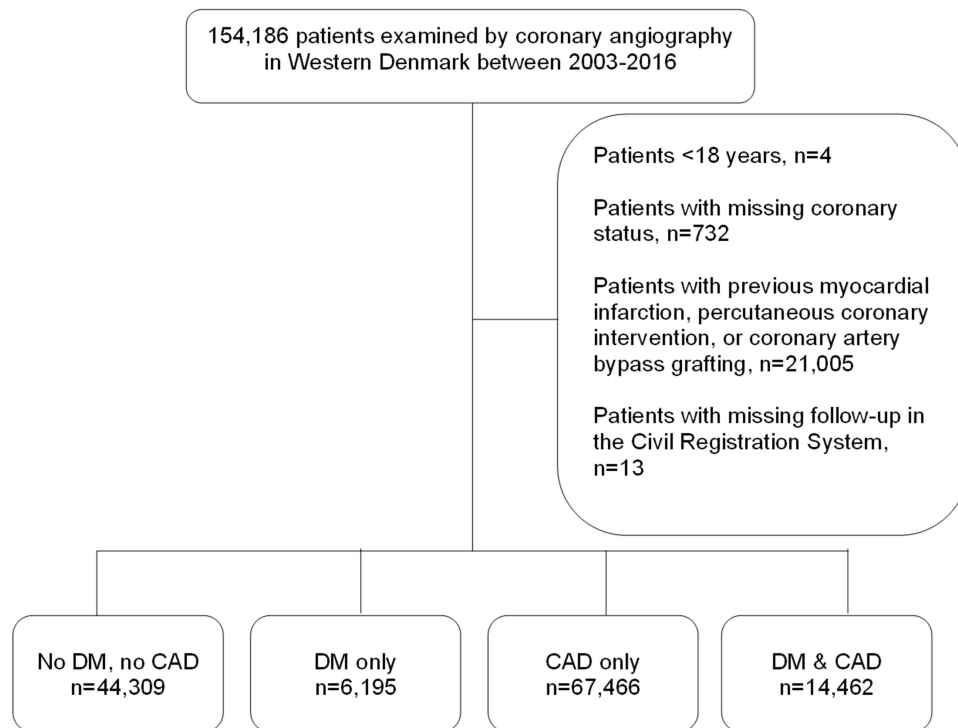 154,186 patients examined by coronary angiography
in Western Denmark between 2003-2016
Patients <18 years, n=4
Patients with missing coronary
status, n=732
Patients with previous myocardial
infarction, percutaneous coronary
intervention, or coronary artery
bypass grafting, n=21,005
Patients with missing follow-up in
the Civil Registration System,
n=13
No DM, no CAD
n=44,309
DM only
n=6,195
CAD only
n=67,466
DM & CAD
n=14,462